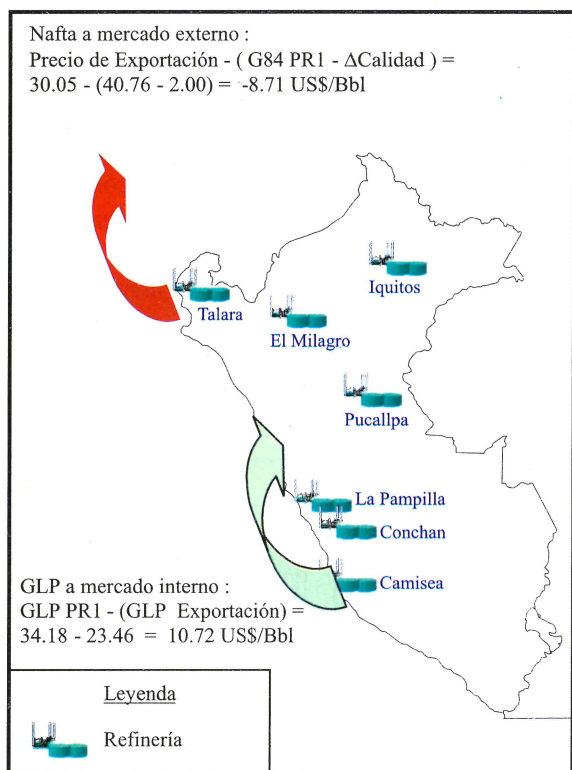 Nafta a mercado externo :
Precio de Exportación - ( G84 PR1 - ΔCalidad ) =
30.05 - (40.76 - 2.00) = -8.71 US$/Bbl
Iquitos
Talara
El Milagro
Pucallpa
La Pampilla
Conchan
Camisea
GLP a mercado interno :
GLP PR1 - (GLP Exportación) =
34.18 - 23.46 = 10.72 US$/Bbl
Leyenda
Refinería